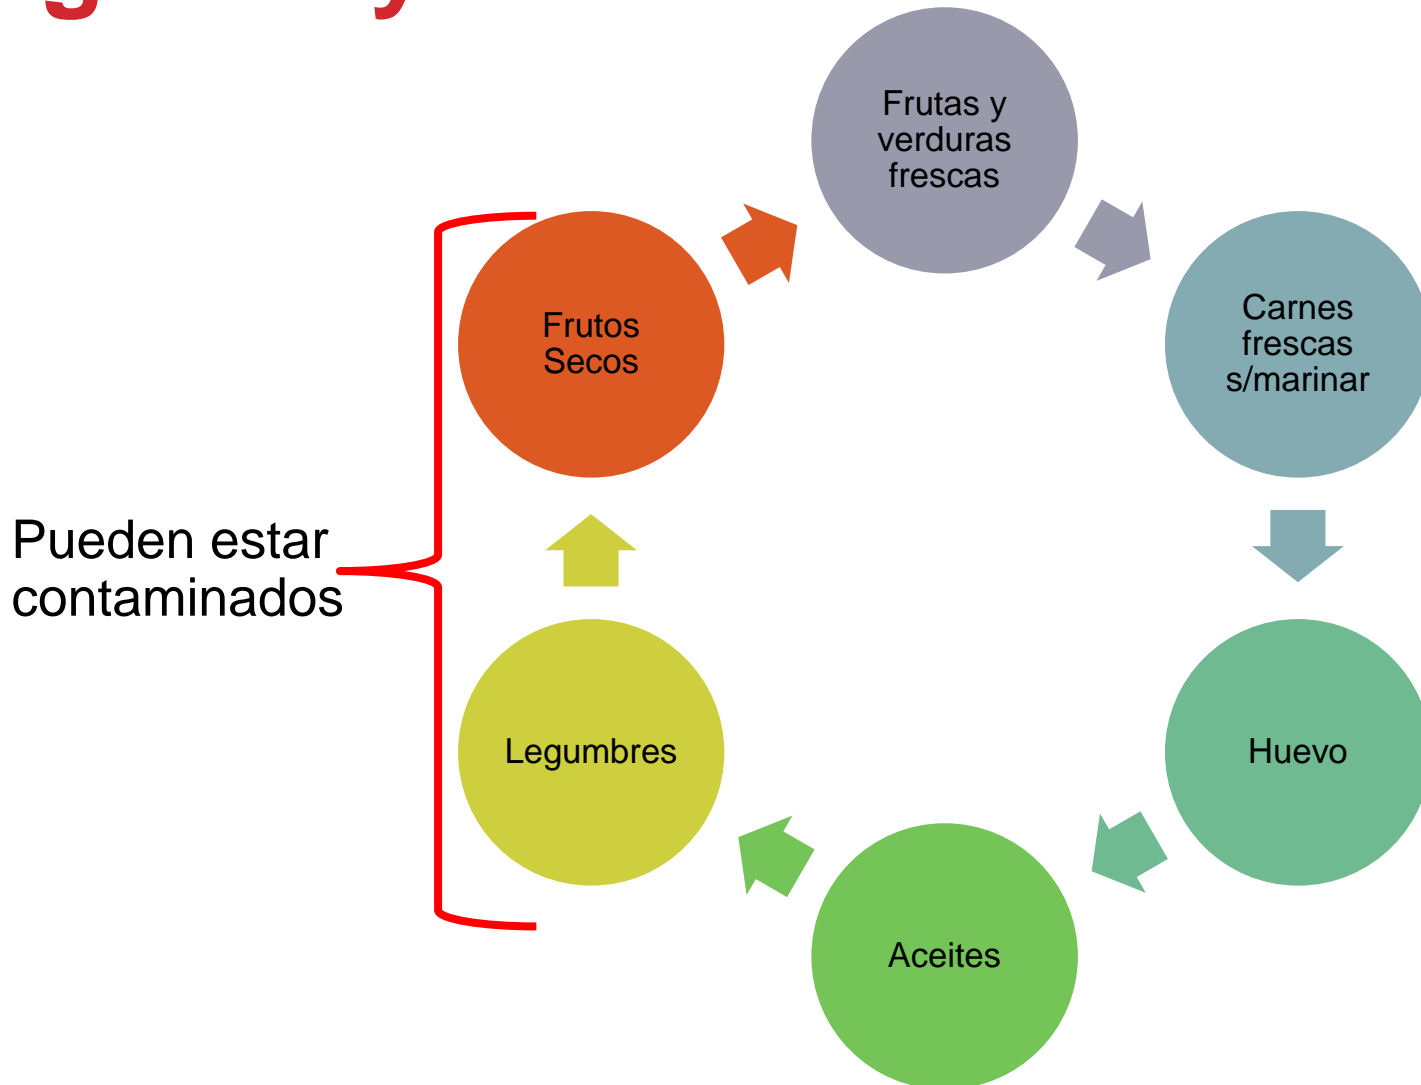 Frutas y
verduras
frescas
Carnes
frescas
s/marinar
Huevo
Aceites
Legumbres
Frutos
Secos
Pueden estar
contaminados